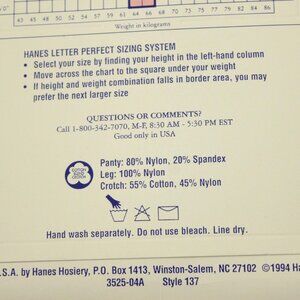 43 45 47 49 52 54 56 58 61 64 66 68 70 72 75 77 79 82 84 86
Weight in kilograms
HANES LETTER PERFECT SIZING SYSTEM
• Select your size by finding your height in the left-hand column
• Move across the chart to the square under your weight
• If height and weight combination falls in border area, you may
prefer the next larger size
QUESTIONS OR COMMENTS?
Call 1-800-342-7070, M-F, 8:30 AM - 5:30 PM EST
Good only in USA
Panty: 80% Nylon, 20% Spandex
Leg: 100% Nylon
Crotch: 55% Cotton, 45% Nylon
Hand wash separately. Do not use bleach. Line dry.
.S.A. by Hanes Hosiery, P.O. Box 1413, Winston-Salem, NC 27102 ©1994 Han
3525-04A Style 137